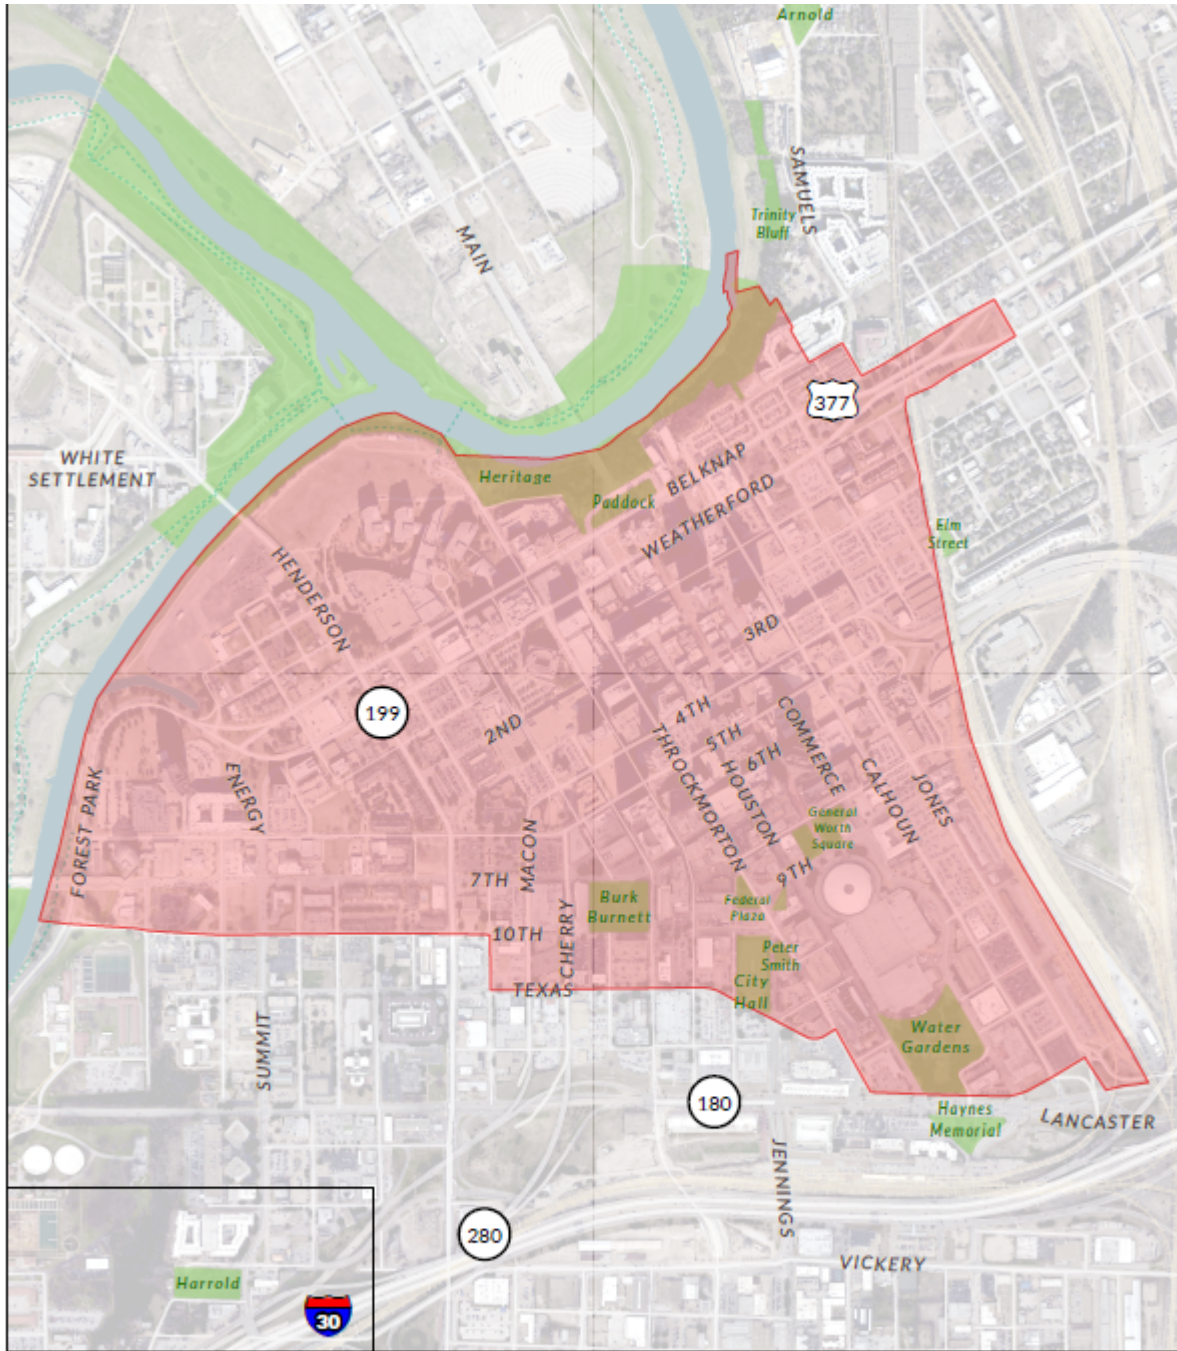 Arnold
SAMUELS
Trinity
Bluff
MAIN
377
WHITE
SETTLEMENT
Heritage
Paddock
BELKNAP
WEATHERFORD
Elm
Street
HENDERSON
3RD
199
2ND
4TH
5TH
6TH
COMMERCE
THROCKMORTON
HOUSTON
CALHOUN
JONES
FOREST PARK
ENERGY
General
Worth
Square
MACON
7TH
9TH
Burk
Burnett
Federal
Plaza
10TH
CHERRY
Peter
Smith
City
Hall
TEXAS
SUMMIT
Water
Gardens
180
Haynes
Memorial
LANCASTER
JENNINGS
280
VICKERY
Harrold
30